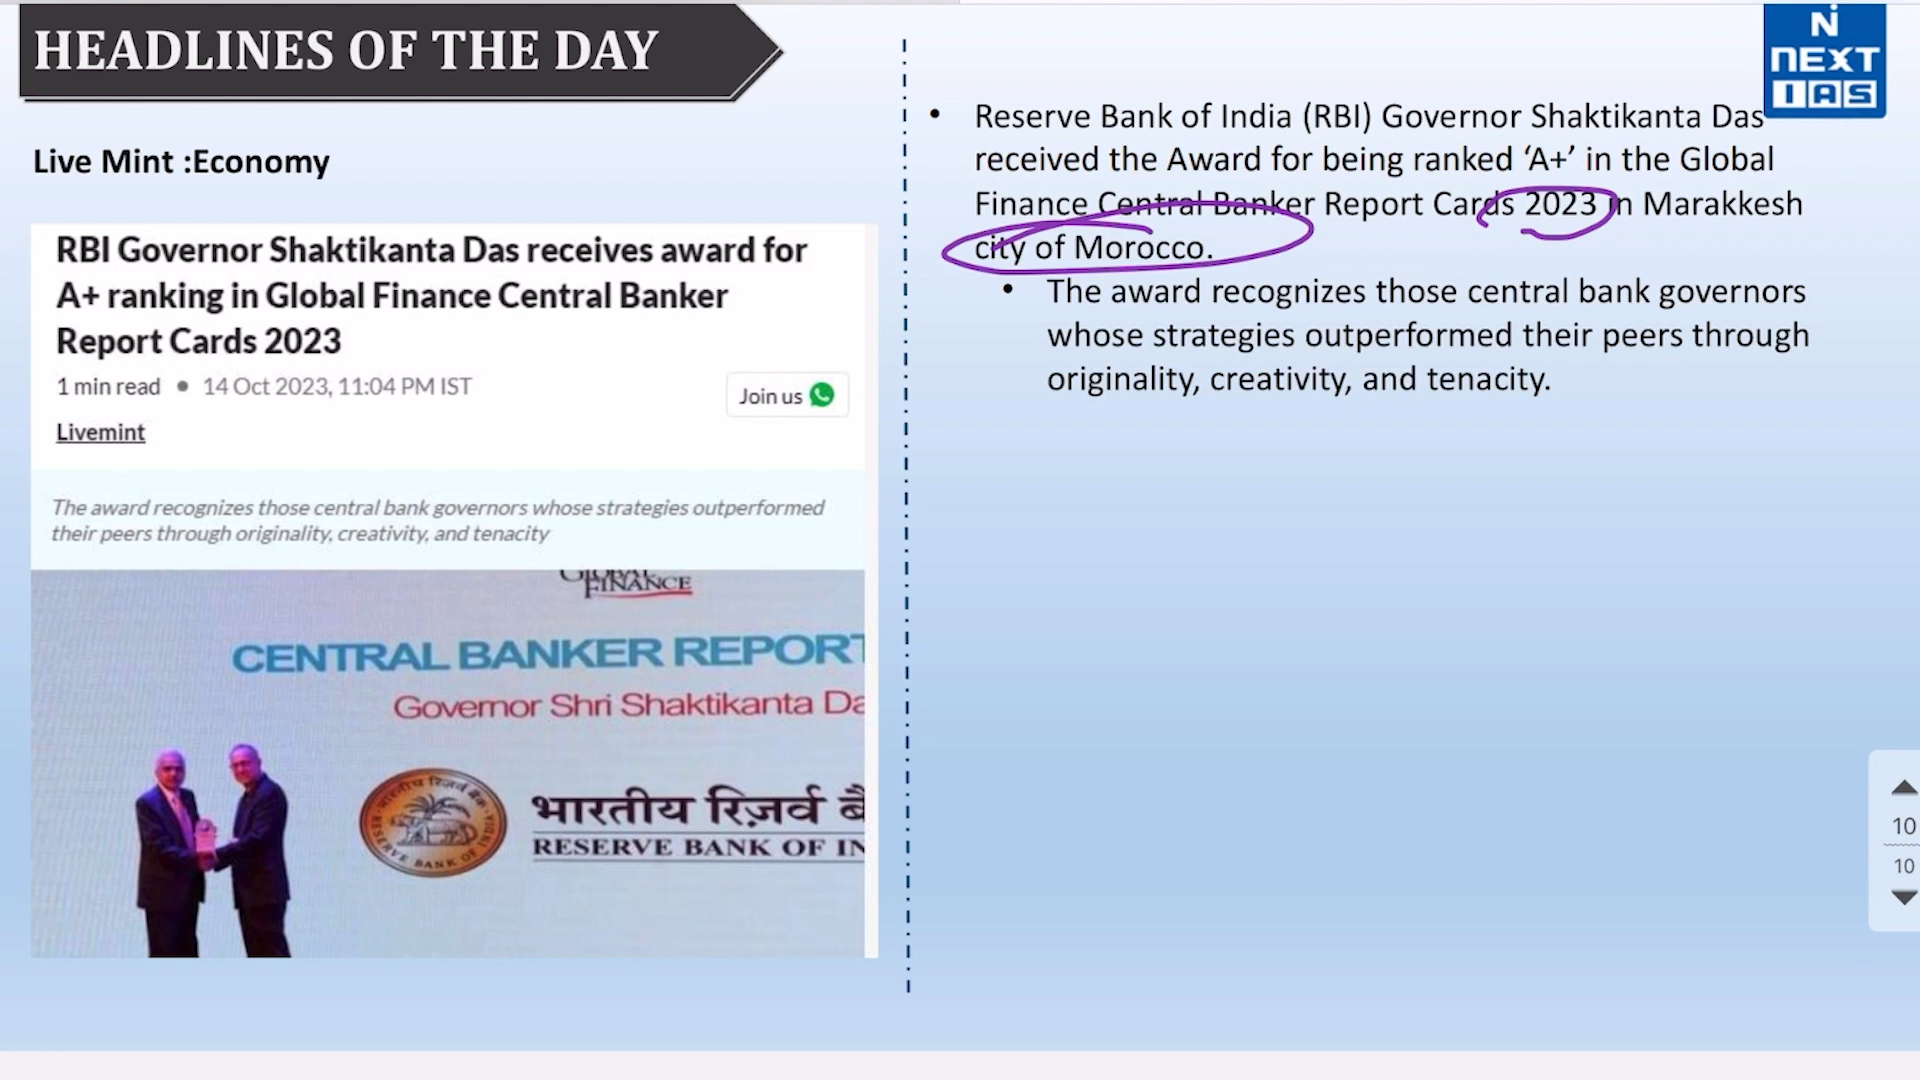 HEADLINES OF THE DAY
N
NEXT
IAS
Live Mint :Economy
RBI Governor Shaktikanta Das receives award for
A+ ranking in Global Finance Central Banker
Report Cards 2023
1 min read • 14 Oct 2023, 11:04 PM IST
Join us
Livemint
The award recognizes those central bank governors whose strategies outperformed
their peers through originality, creativity, and tenacity
GLOBAL
FINANCE
CENTRAL BANKER REPORT
Governor Shri Shaktikanta Da
भारतीय रिज़र्व बै
RESERVE BANK OF IN
भारतीय रिज़र्व बैंक
RESERVE BANK OF INDIA
• Reserve Bank of India (RBI) Governor Shaktikanta Das
received the Award for being ranked ‘A+’ in the Global
Finance Central Banker Report Cards 2023 in Marakkesh
city of Morocco.
• The award recognizes those central bank governors
whose strategies outperformed their peers through
originality, creativity, and tenacity.
10
10